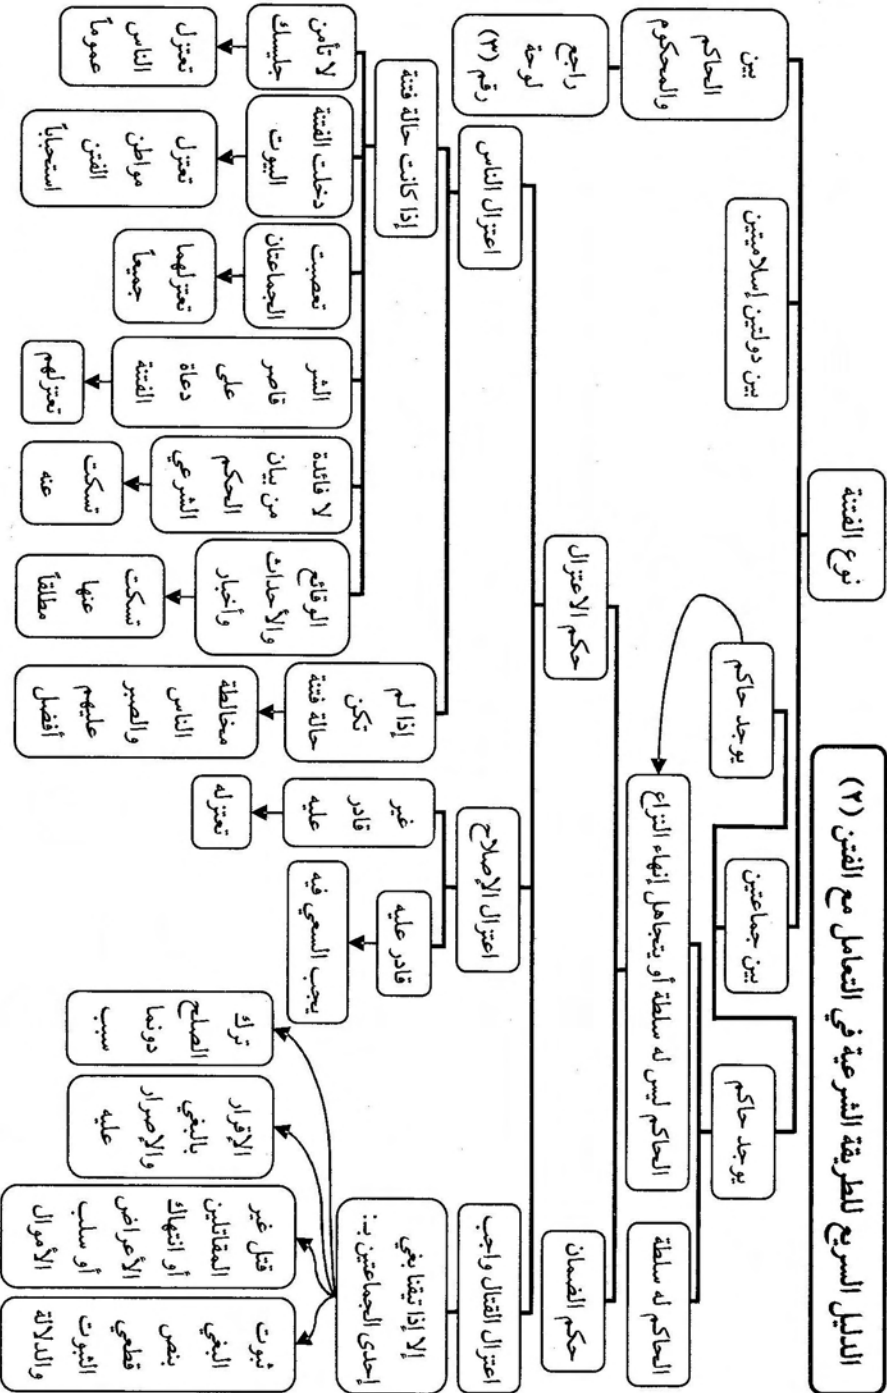 الدليل السريع للطريقة الشرعية في التعامل مع الفتن (٢)
نوع الفتنة
بين جماعتين
بين دولتين إسلاميتين
بين
الحاكم
والمحكوم
راجع
لوحة
رقم (٣)
يوجد حاكم
يوجد حاكم
الحاكم له سلطة
الحاكم ليس له سلطة أو يتجاهل إنهاء النزاع
حكم الضمان
حكم الاعتزال
اعتزال القتال واجب
اعتزال الإصلاح
اعتزال الناس
إلا إذا تيقنا بغي
إحدى الجماعتين بـ:
ثبوت
البغي
بنص
قطعي
الثبوت
والدلالة
قتل غير
المقاتلين
أو انتهاك
الأعراض
أو سلب
الأموال
الإقرار
بالبغي
والإصرار
عليه
ترك
الصلح
دونما
سبب
قادر عليه
يجب السعي فيه
غير
قادر
عليه
تعتزله
إذا لم
تكن
حالة فتنة
مخالطة
الناس
والصبر
عليهم
أفضل
إذا كانت حالة فتنة
الوقائع
والأحداث
وأخبار
تسكت
عنها
مطلقاً
لا فائدة
من بيان
الحكم
الشرعي
تسكت
عنه
الشر
قاصر
على
دعاة
الفتنة
تعتزلهم
تعصبت
الجماعتان
تعتزلهما
جميعاً
دخلت الفتنة
البيوت
تعتزل
مواطن
الفتن
استحباباً
لا تأمن
جليسك
تعتزل
الناس
عموماً